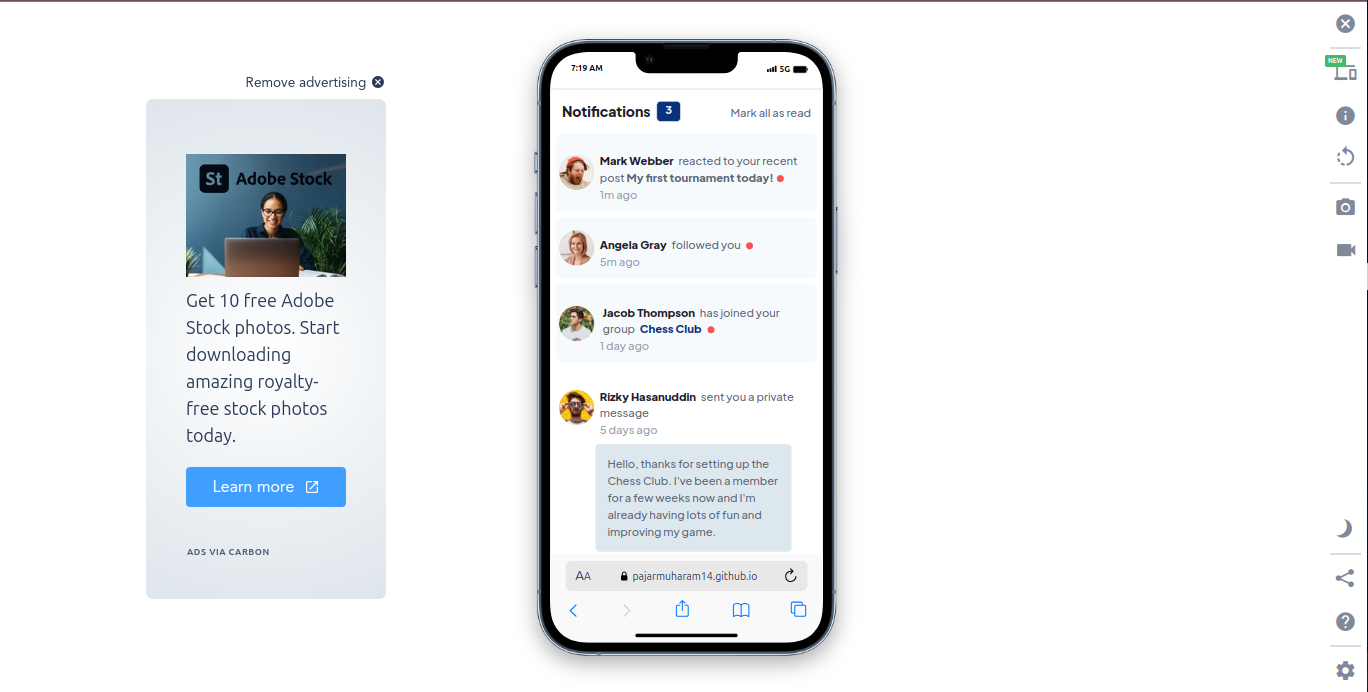 NEW
Remove advertising
St Adobe Stock
Get 10 free Adobe
Stock photos. Start
downloading
amazing royalty-
free stock photos
today.
Learn more
ADS VIA CARBON
7:19 AM
5G
Notifications 3 Mark all as read
Mark Webber reacted to your recent
post My first tournament today!
1m ago
Angela Gray followed you
5m ago
Jacob Thompson has joined your
group Chess Club
1 day ago
Rizky Hasanuddin sent you a private
message
5 days ago
Hello, thanks for setting up the
Chess Club. I've been a member
for a few weeks now and I'm
already having lots of fun and
improving my game.
AA pajarmuharam14.github.io